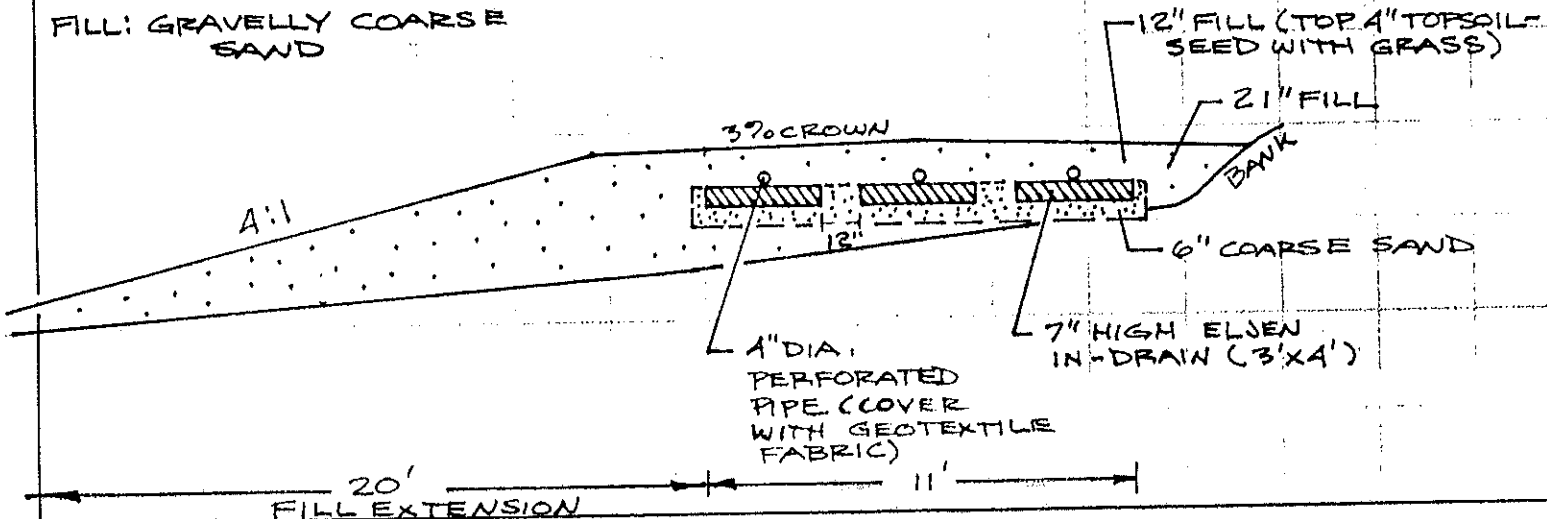 FILL: GRAVELLY COARSE
SAND
12" FILL (TOP 4" TOPSOIL-
SEED WITH GRASS)
21" FILL
3% CROWN
BANK
4:1
12"
6" COARSE SAND
7" HIGH ELJEN
IN-DRAIN (3'X4')
4" DIA.
PERFORATED
PIPE (COVER
WITH GEOTEXTILE
FABRIC)
20'
FILL EXTENSION
11'